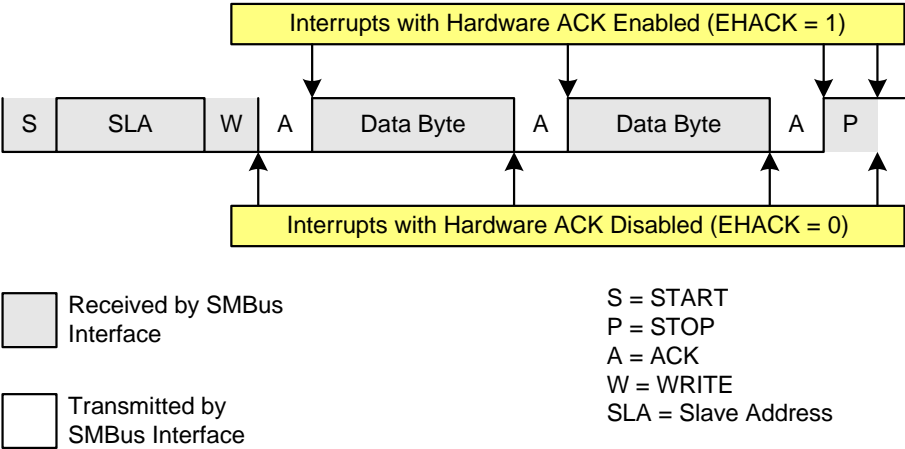 Interrupts with Hardware ACK Enabled (EHACK = 1)
S SLA W A Data Byte A Data Byte A P
Interrupts with Hardware ACK Disabled (EHACK = 0)
Received by SMBus
Interface
Transmitted by
SMBus Interface
S = START
P = STOP
A = ACK
W = WRITE
SLA = Slave Address